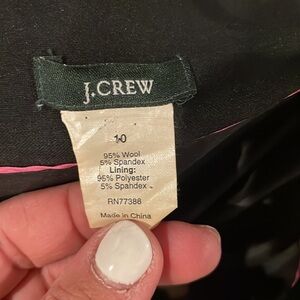 J.CREW
10
95% Wool
5% Spandex
Lining:
95% Polyester
5% Spandex
RN77388
Made in China